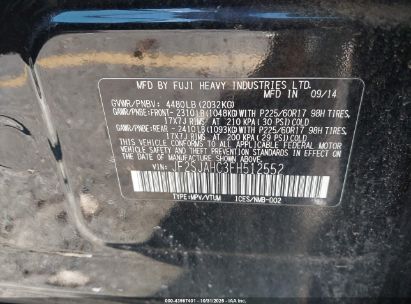 MFD BY FUJI HEAVY INDUSTRIES LTD.
MFD IN JAPAN 09/14
GVWR/PNBV: 4480LB(2032KG)
GAWR/PNBE:FRONT-2310LB(1048KG)WITH P225/60R17 98H TIRES,
17X7J RIMS AT 210 KPA(30 PSI)COLD
GAWR/PNBE:REAR -2410LB(1093KG)WITH P225/60R17 98H TIRES,
17X7J RIMS AT 200 KPA(29 PSI)COLD
THIS VEHICLE CONFORMS TO ALL APPLICABLE FEDERAL MOTOR
VEHICLE SAFETY, BUMPER, AND THEFT PREVENTION STANDARDS
IN EFFECT ON THE DATE OF MANUFACTURE SHOWN ABOVE.
VIN: JF2SJAHC3FH512552
TYPE:MPV/VTUM ICES/NMB-002